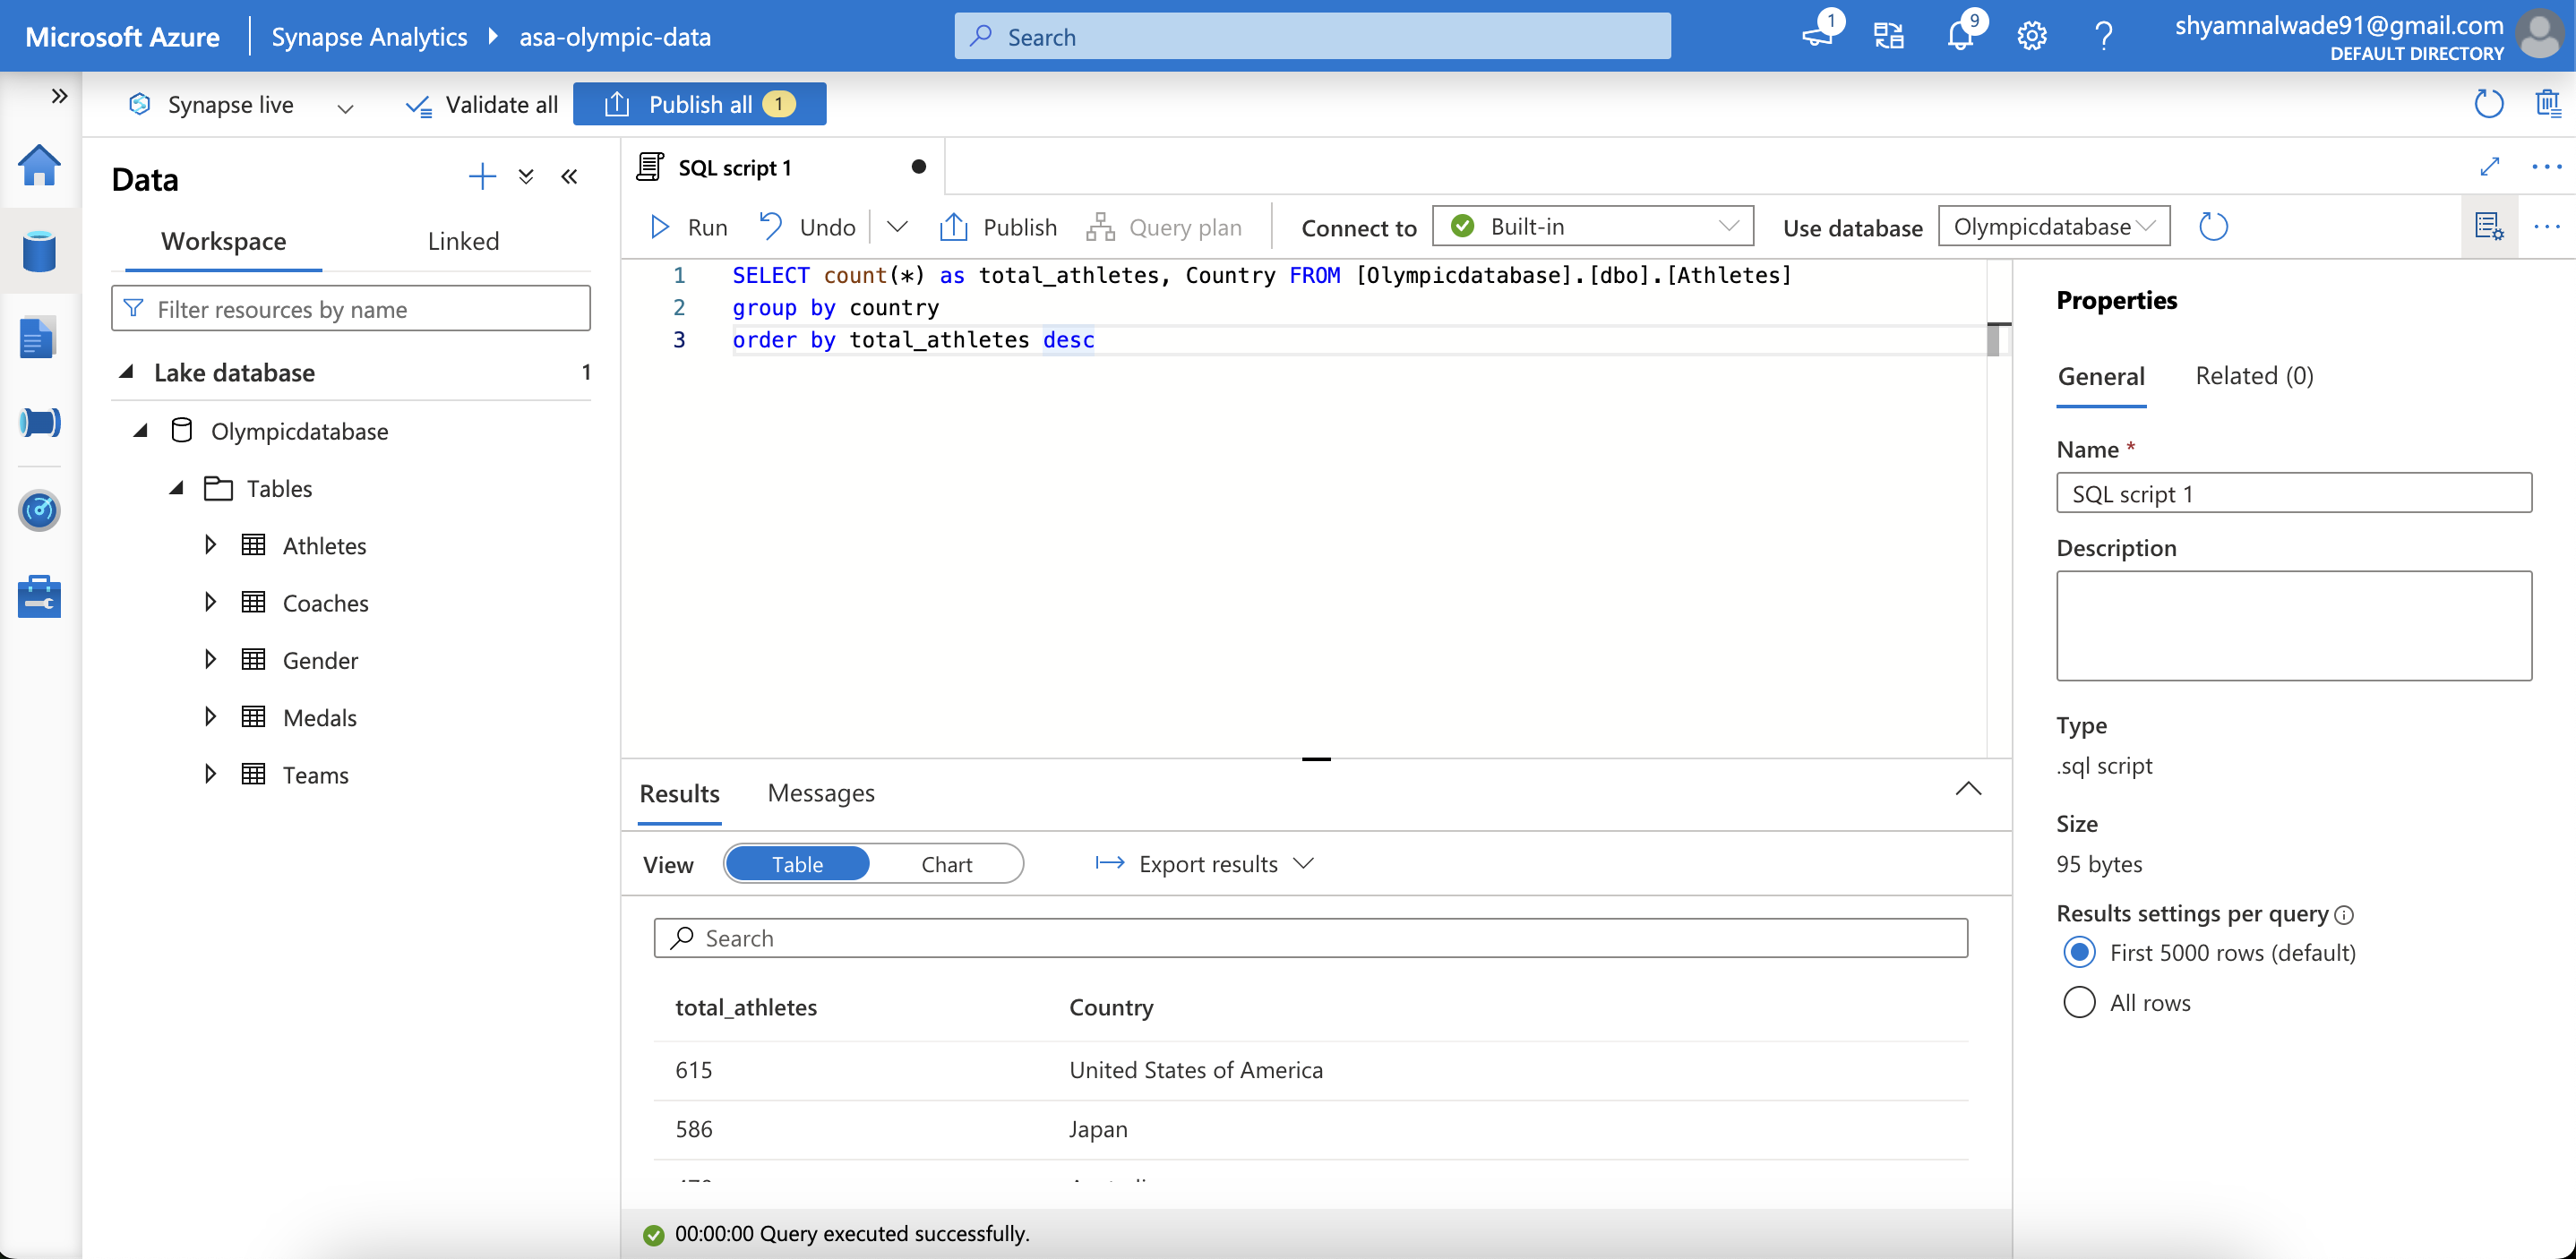 Microsoft Azure
Synapse Analytics
asa-olympic-data
Search
1
9
shyamnalwade91@gmail.com
DEFAULT DIRECTORY
Synapse live
Validate all
Publish all 1
Data
Workspace
Linked
Filter resources by name
Lake database
1
Olympicdatabase
Tables
Athletes
Coaches
Gender
Medals
Teams
SQL script 1
Run
Undo
Publish
Query plan
Connect to
Built-in
Use database
Olympicdatabase
1 SELECT count(*) as total_athletes, Country FROM [Olympicdatabase].[dbo].[Athletes]
2 group by country
3 order by total_athletes desc
Results
Messages
View
Table
Chart
Export results
Search
total_athletes Country
615 United States of America
586 Japan
00:00:00 Query executed successfully.
Properties
General
Related (0)
Name *
SQL script 1
Description
Type
.sql script
Size
95 bytes
Results settings per query
First 5000 rows (default)
All rows